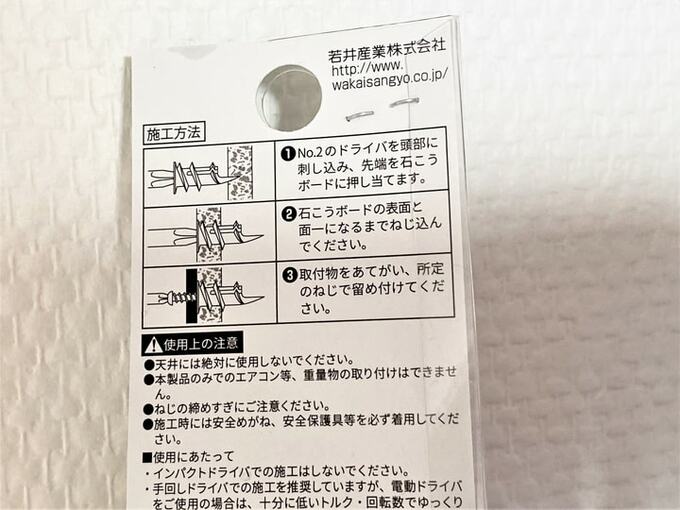 若井産業株式会社
http://www.
wakaisangyo.co.jp/
施工方法
❶No.2のドライバを頭部に
刺し込み、先端を石こう
ボードに押し当てます。
❷石こうボードの表面と
面一になるまでねじ込ん
でください。
❸取付物をあてがい、所定
のねじで留め付けてくだ
さい。
⚠使用上の注意
●天井には絶対に使用しないでください。
●本製品のみでのエアコン等、重量物の取り付けはできませ
ん。
●ねじの締めすぎにご注意ください。
●施工時には安全めがね、安全保護具等を必ず着用してくだ
さい。
■使用にあたって
・インパクトドライバでの施工はしないでください。
・手回しドライバでの施工を推奨していますが、電動ドライバ
をご使用の場合は、十分に低いトルク・回転数でゆっくり